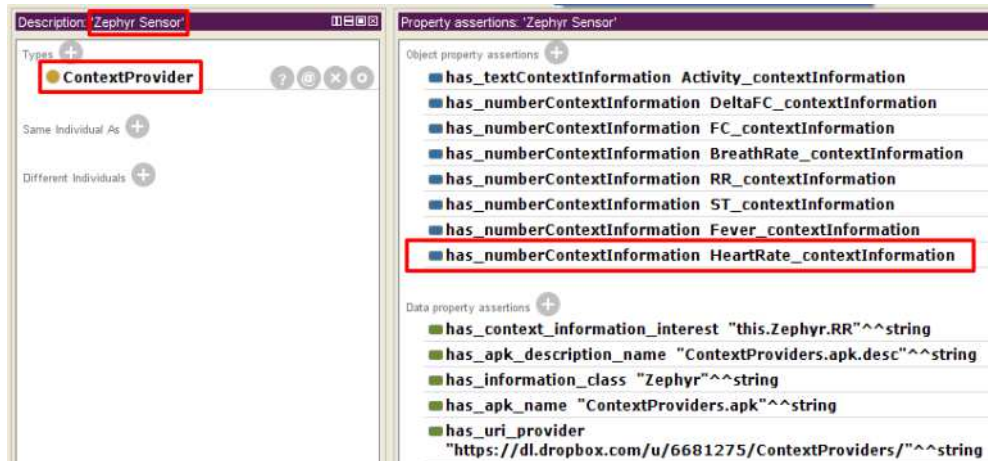 Description: 'Zephyr Sensor'
Types
ContextProvider
Same Individual As
Different Individuals
Property assertions: 'Zephyr Sensor'
Object property assertions
has_textContextInformation Activity_contextInformation
has_numberContextInformation DeltaFC_contextInformation
has_numberContextInformation FC_contextInformation
has_numberContextInformation BreathRate_contextInformation
has_numberContextInformation RR_contextInformation
has_numberContextInformation ST_contextInformation
has_numberContextInformation Fever_contextInformation
has_numberContextInformation HeartRate_contextInformation
Data property assertions
has_context_information_interest "this.Zephyr.RR"^^string
has_apk_description_name "ContextProviders.apk.desc"^^string
has_information_class "Zephyr"^^string
has_apk_name "ContextProviders.apk"^^string
has_uri_provider
"https://dl.dropbox.com/u/6681275/ContextProviders/"^^string